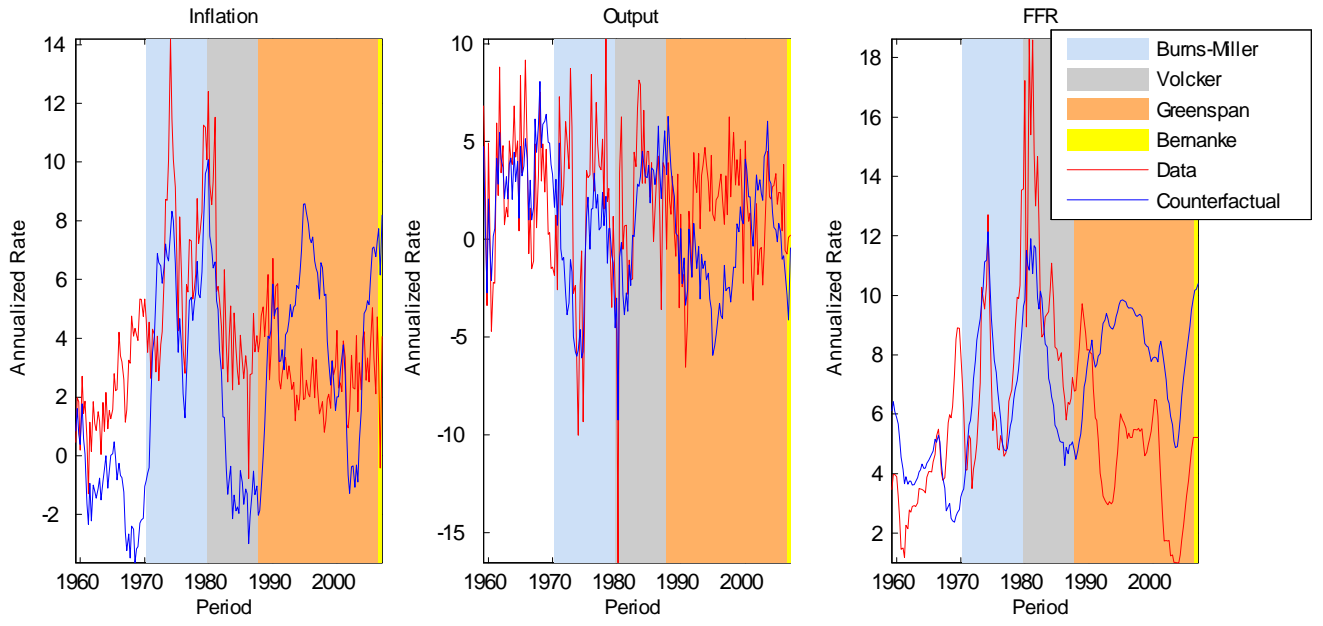 Inflation
Output
FFR
Annualized Rate
14
12
10
8
6
4
2
0
-2
1960 1970 1980 1990 2000
Period
Annualized Rate
10
5
0
-5
-10
-15
1960 1970 1980 1990 2000
Period
Annualized Rate
18
16
14
12
10
8
6
4
2
1960 1970 1980 1990 2000
Period
Burns-Miller
Volcker
Greenspan
Bernanke
Data
Counterfactual